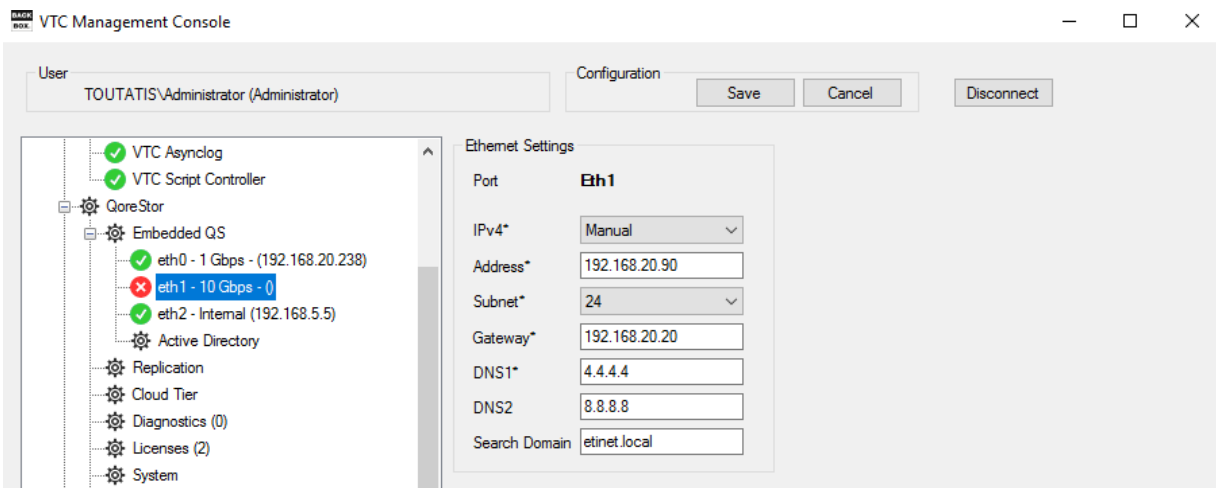 BACK
BOX
VTC Management Console
User
TOUTATIS\Administrator (Administrator)
Configuration
Save
Cancel
Disconnect
VTC Asynclog
VTC Script Controller
QoreStor
Embedded QS
eth0 - 1 Gbps - (192.168.20.238)
eth1 - 10 Gbps - ()
eth2 - Internal (192.168.5.5)
Active Directory
Replication
Cloud Tier
Diagnostics (0)
Licenses (2)
System
Ethernet Settings
Port Eth1
IPv4* Manual
Address* 192.168.20.90
Subnet* 24
Gateway* 192.168.20.20
DNS1* 4.4.4.4
DNS2 8.8.8.8
Search Domain etinet.local